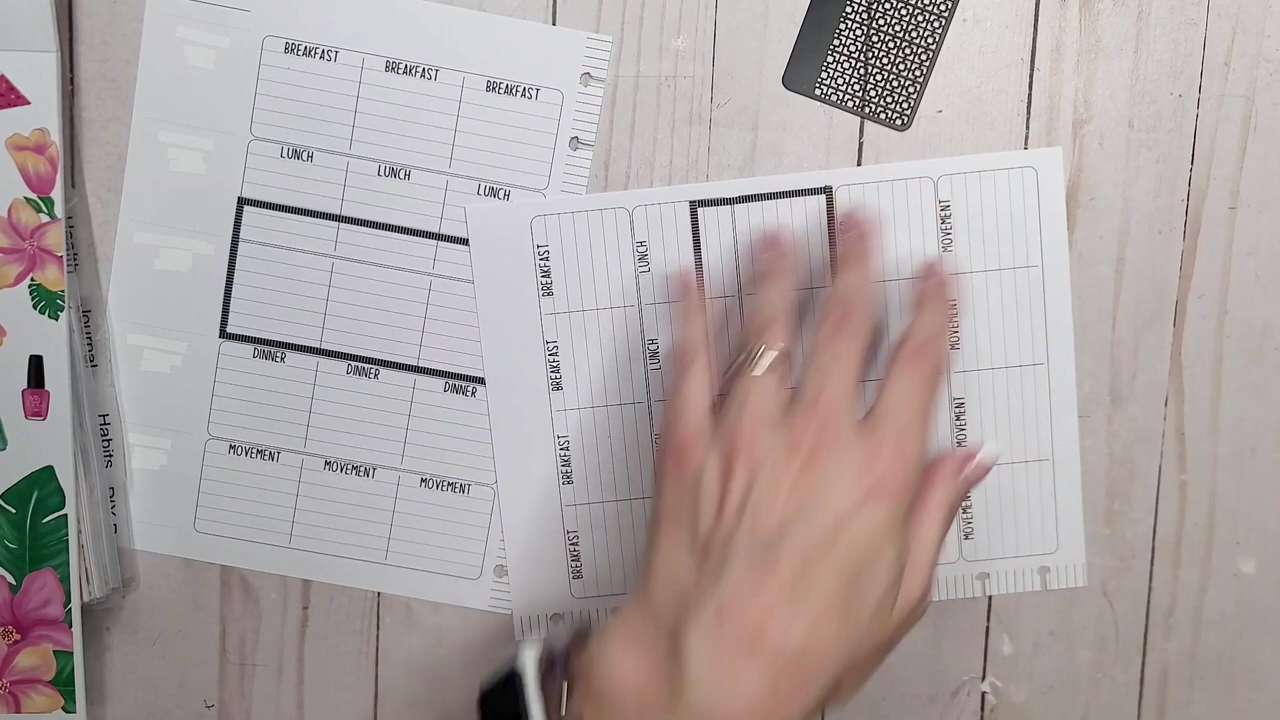 BREAKFAST BREAKFAST BREAKFAST
LUNCH LUNCH LUNCH
DINNER DINNER DINNER
MOVEMENT MOVEMENT MOVEMENT
BREAKFAST
BREAKFAST
BREAKFAST
BREAKFAST
LUNCH
LUNCH
MOVEMENT
MOVEMENT
MOVEMENT
MOVEMENT
Health
Journal
Habits